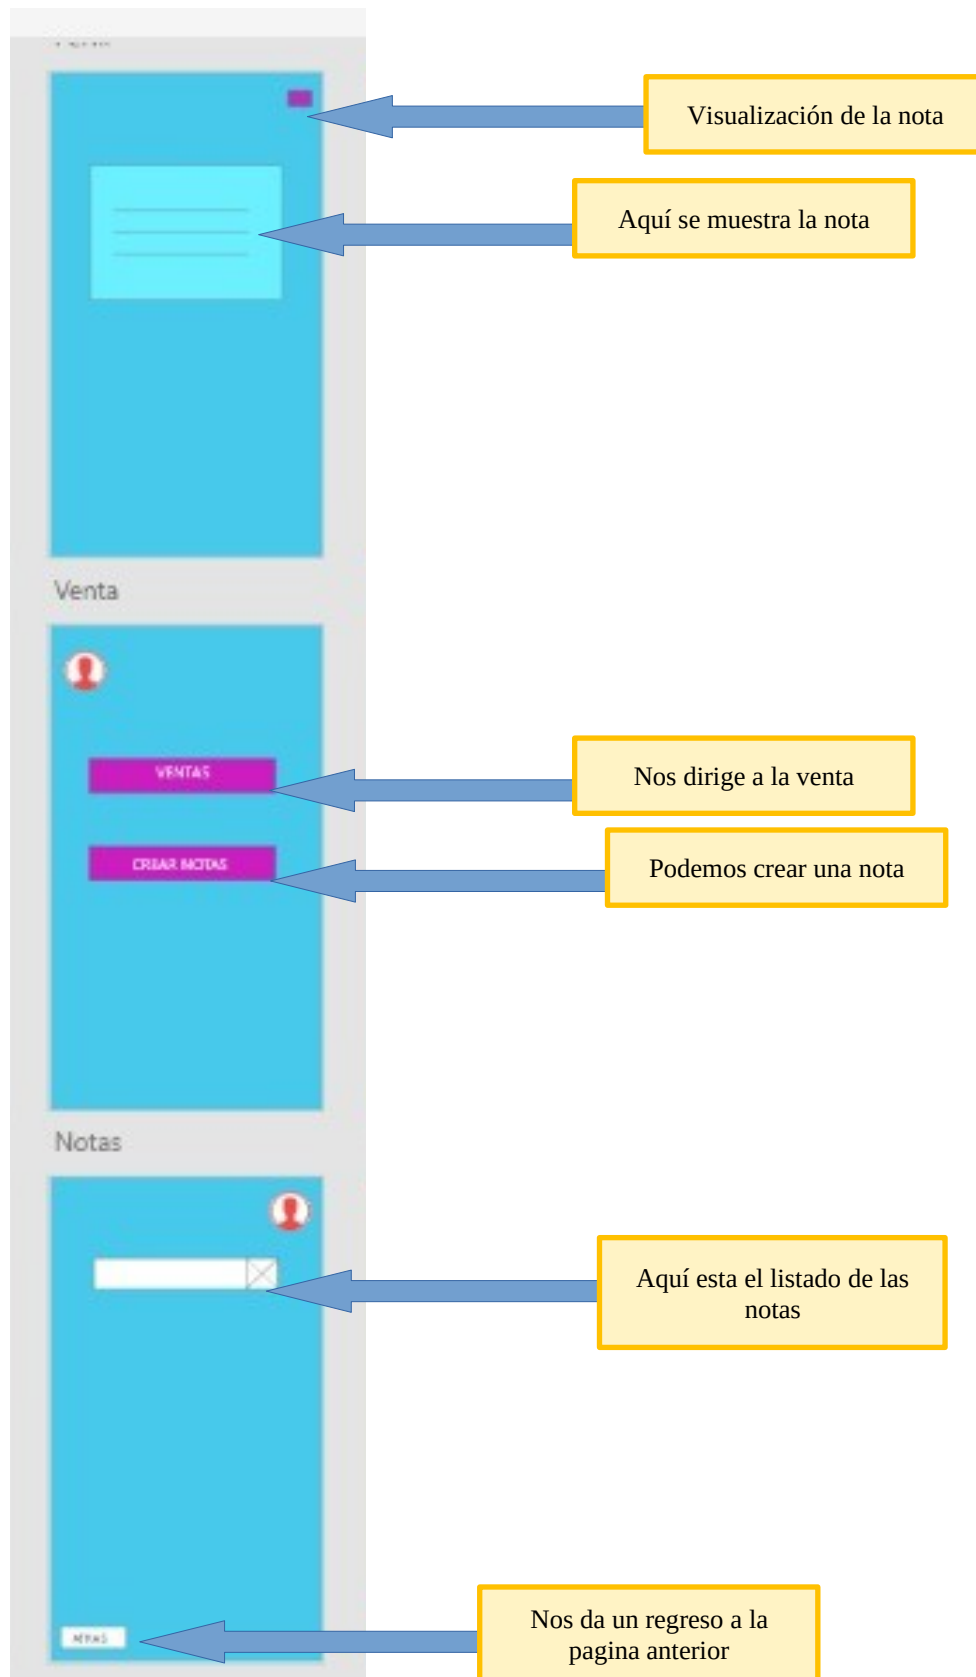 Visualización de la nota
Aquí se muestra la nota
Venta
VENTAS
Nos dirige a la venta
CREAR NOTAS
Podemos crear una nota
Notas
Aquí esta el listado de las
notas
ATRAS
Nos da un regreso a la
pagina anterior